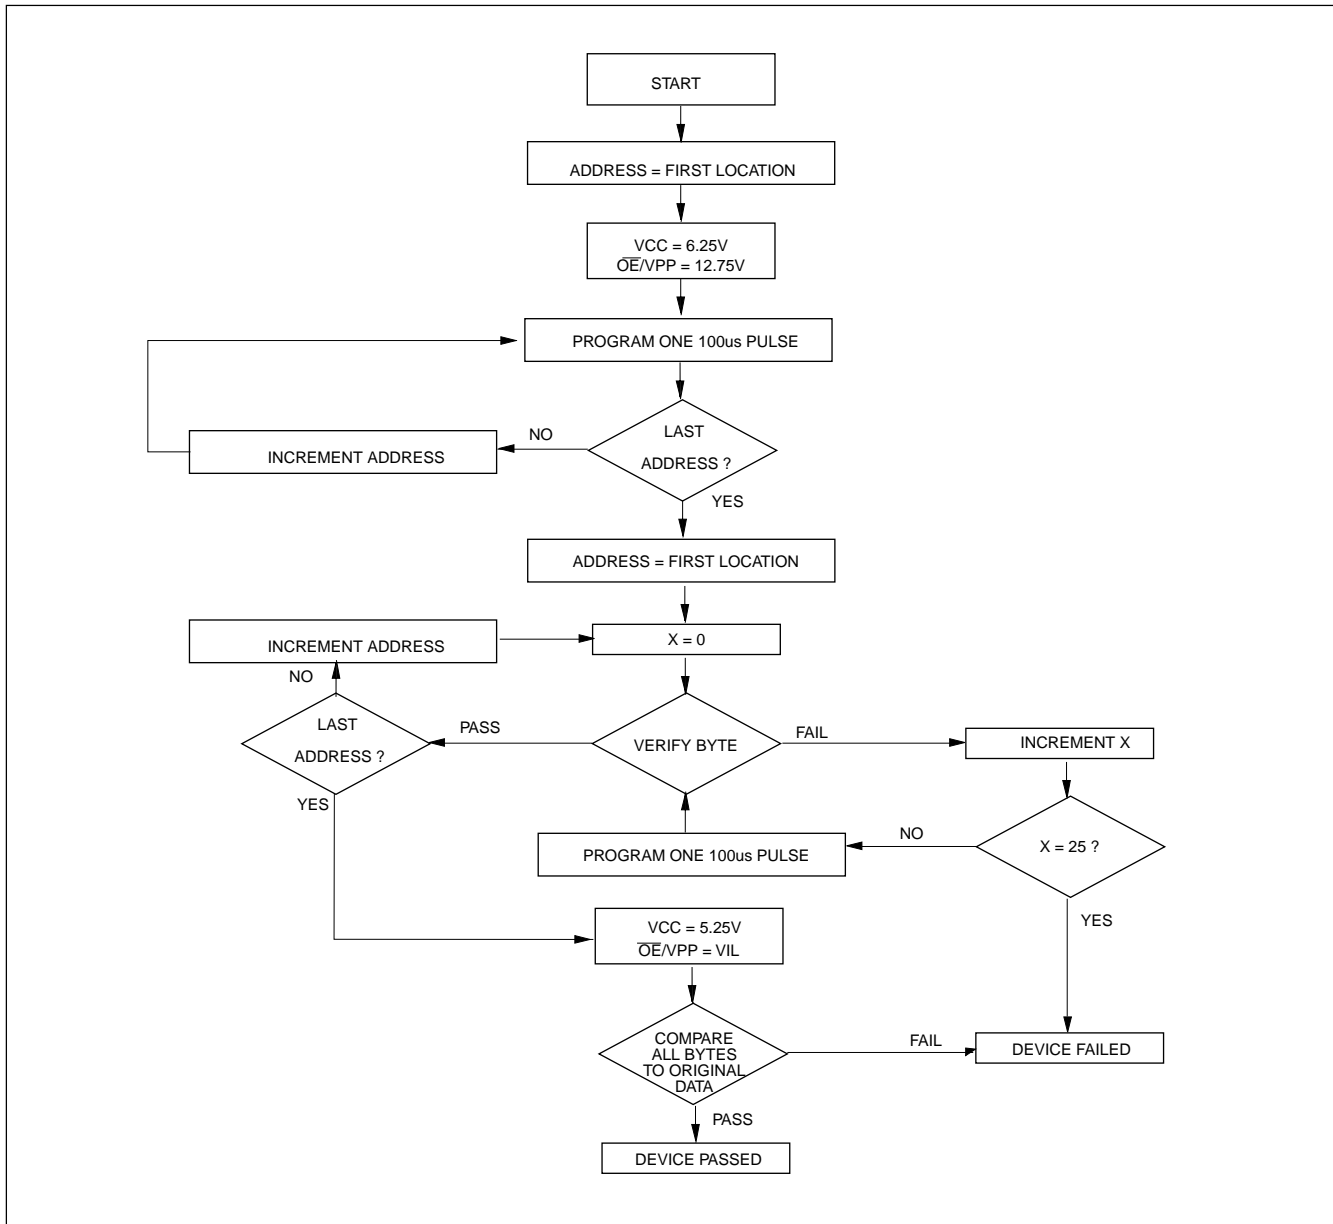 START
ADDRESS = FIRST LOCATION
VCC = 6.25V
OE/VPP = 12.75V
PROGRAM ONE 100us PULSE
LAST
ADDRESS ?
NO
INCREMENT ADDRESS
YES
ADDRESS = FIRST LOCATION
INCREMENT ADDRESS
X = 0
NO
LAST
ADDRESS ?
PASS
VERIFY BYTE
FAIL
INCREMENT X
YES
PROGRAM ONE 100us PULSE
NO
X = 25 ?
YES
VCC = 5.25V
OE/VPP = VIL
COMPARE
ALL BYTES
TO ORIGINAL
DATA
FAIL
DEVICE FAILED
PASS
DEVICE PASSED